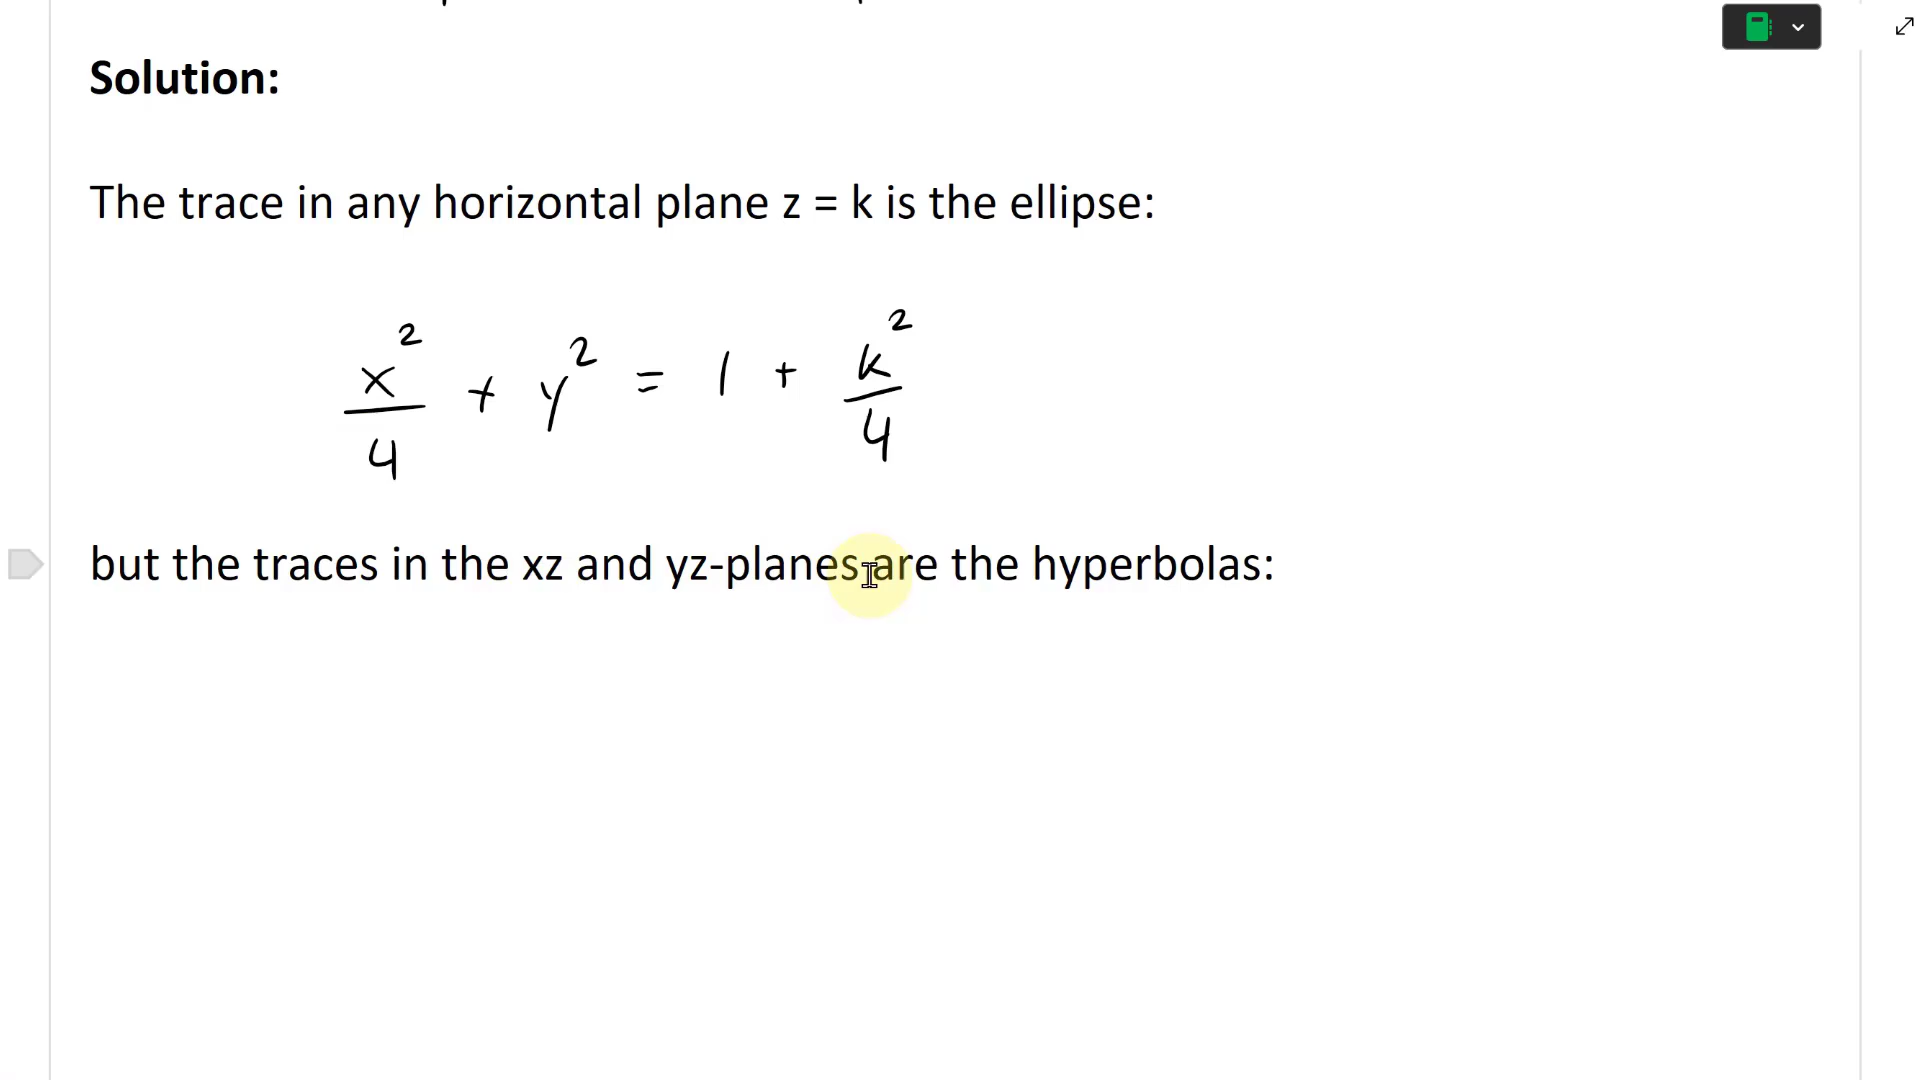 Solution:
The trace in any horizontal plane z = k is the ellipse:
x²/4 + y² = 1 + k²/4
but the traces in the xz and yz-planes are the hyperbolas: